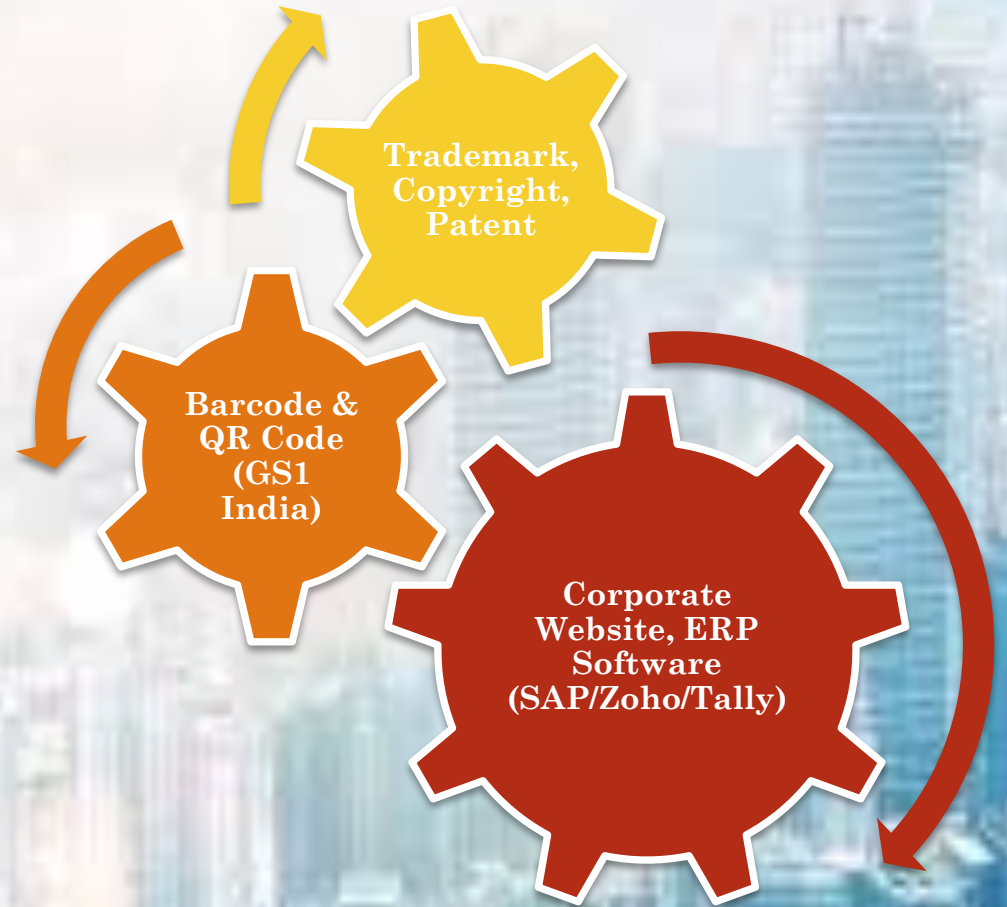 Trademark,
Copyright,
Patent
Barcode &
QR Code
(GS1
India)
Corporate
Website, ERP
Software
(SAP/Zoho/Tally)